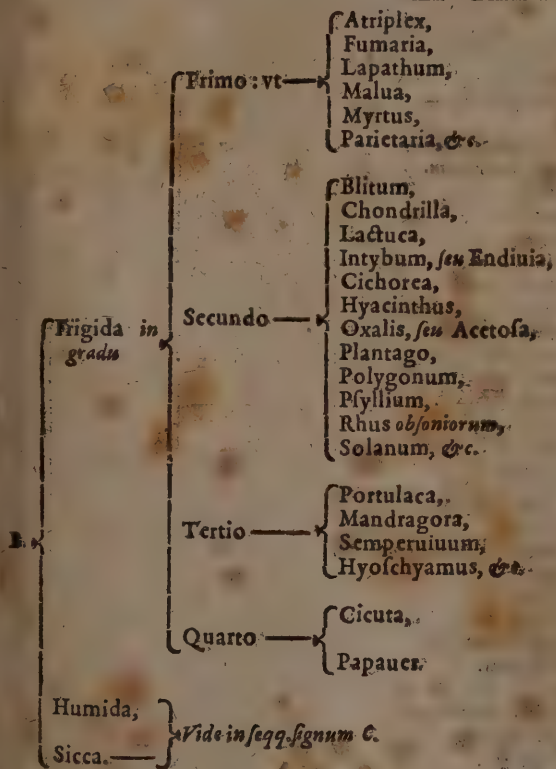 Primo: vt
Atriplex,
Fumaria,
Lapathum,
Malua,
Myrtus,
Parietaria, &c.
Secundo
Blitum,
Chondrilla,
Lactuca,
Intybum, ſeu Endiuia,
Cichorea,
Hyacinthus,
Oxalis, ſeu Acetoſa,
Plantago,
Polygonum,
Pſyllium,
Rhus obſoniorum,
Solanum, &c.
B.
Frigida in
gradu
Tertio
Portulaca,
Mandragora,
Semperuiuum,
Hyoſchyamus, &c.
Quarto
Cicuta,
Papauer.
Humida,
Sicca.
Vide in ſeqq. ſignum C.